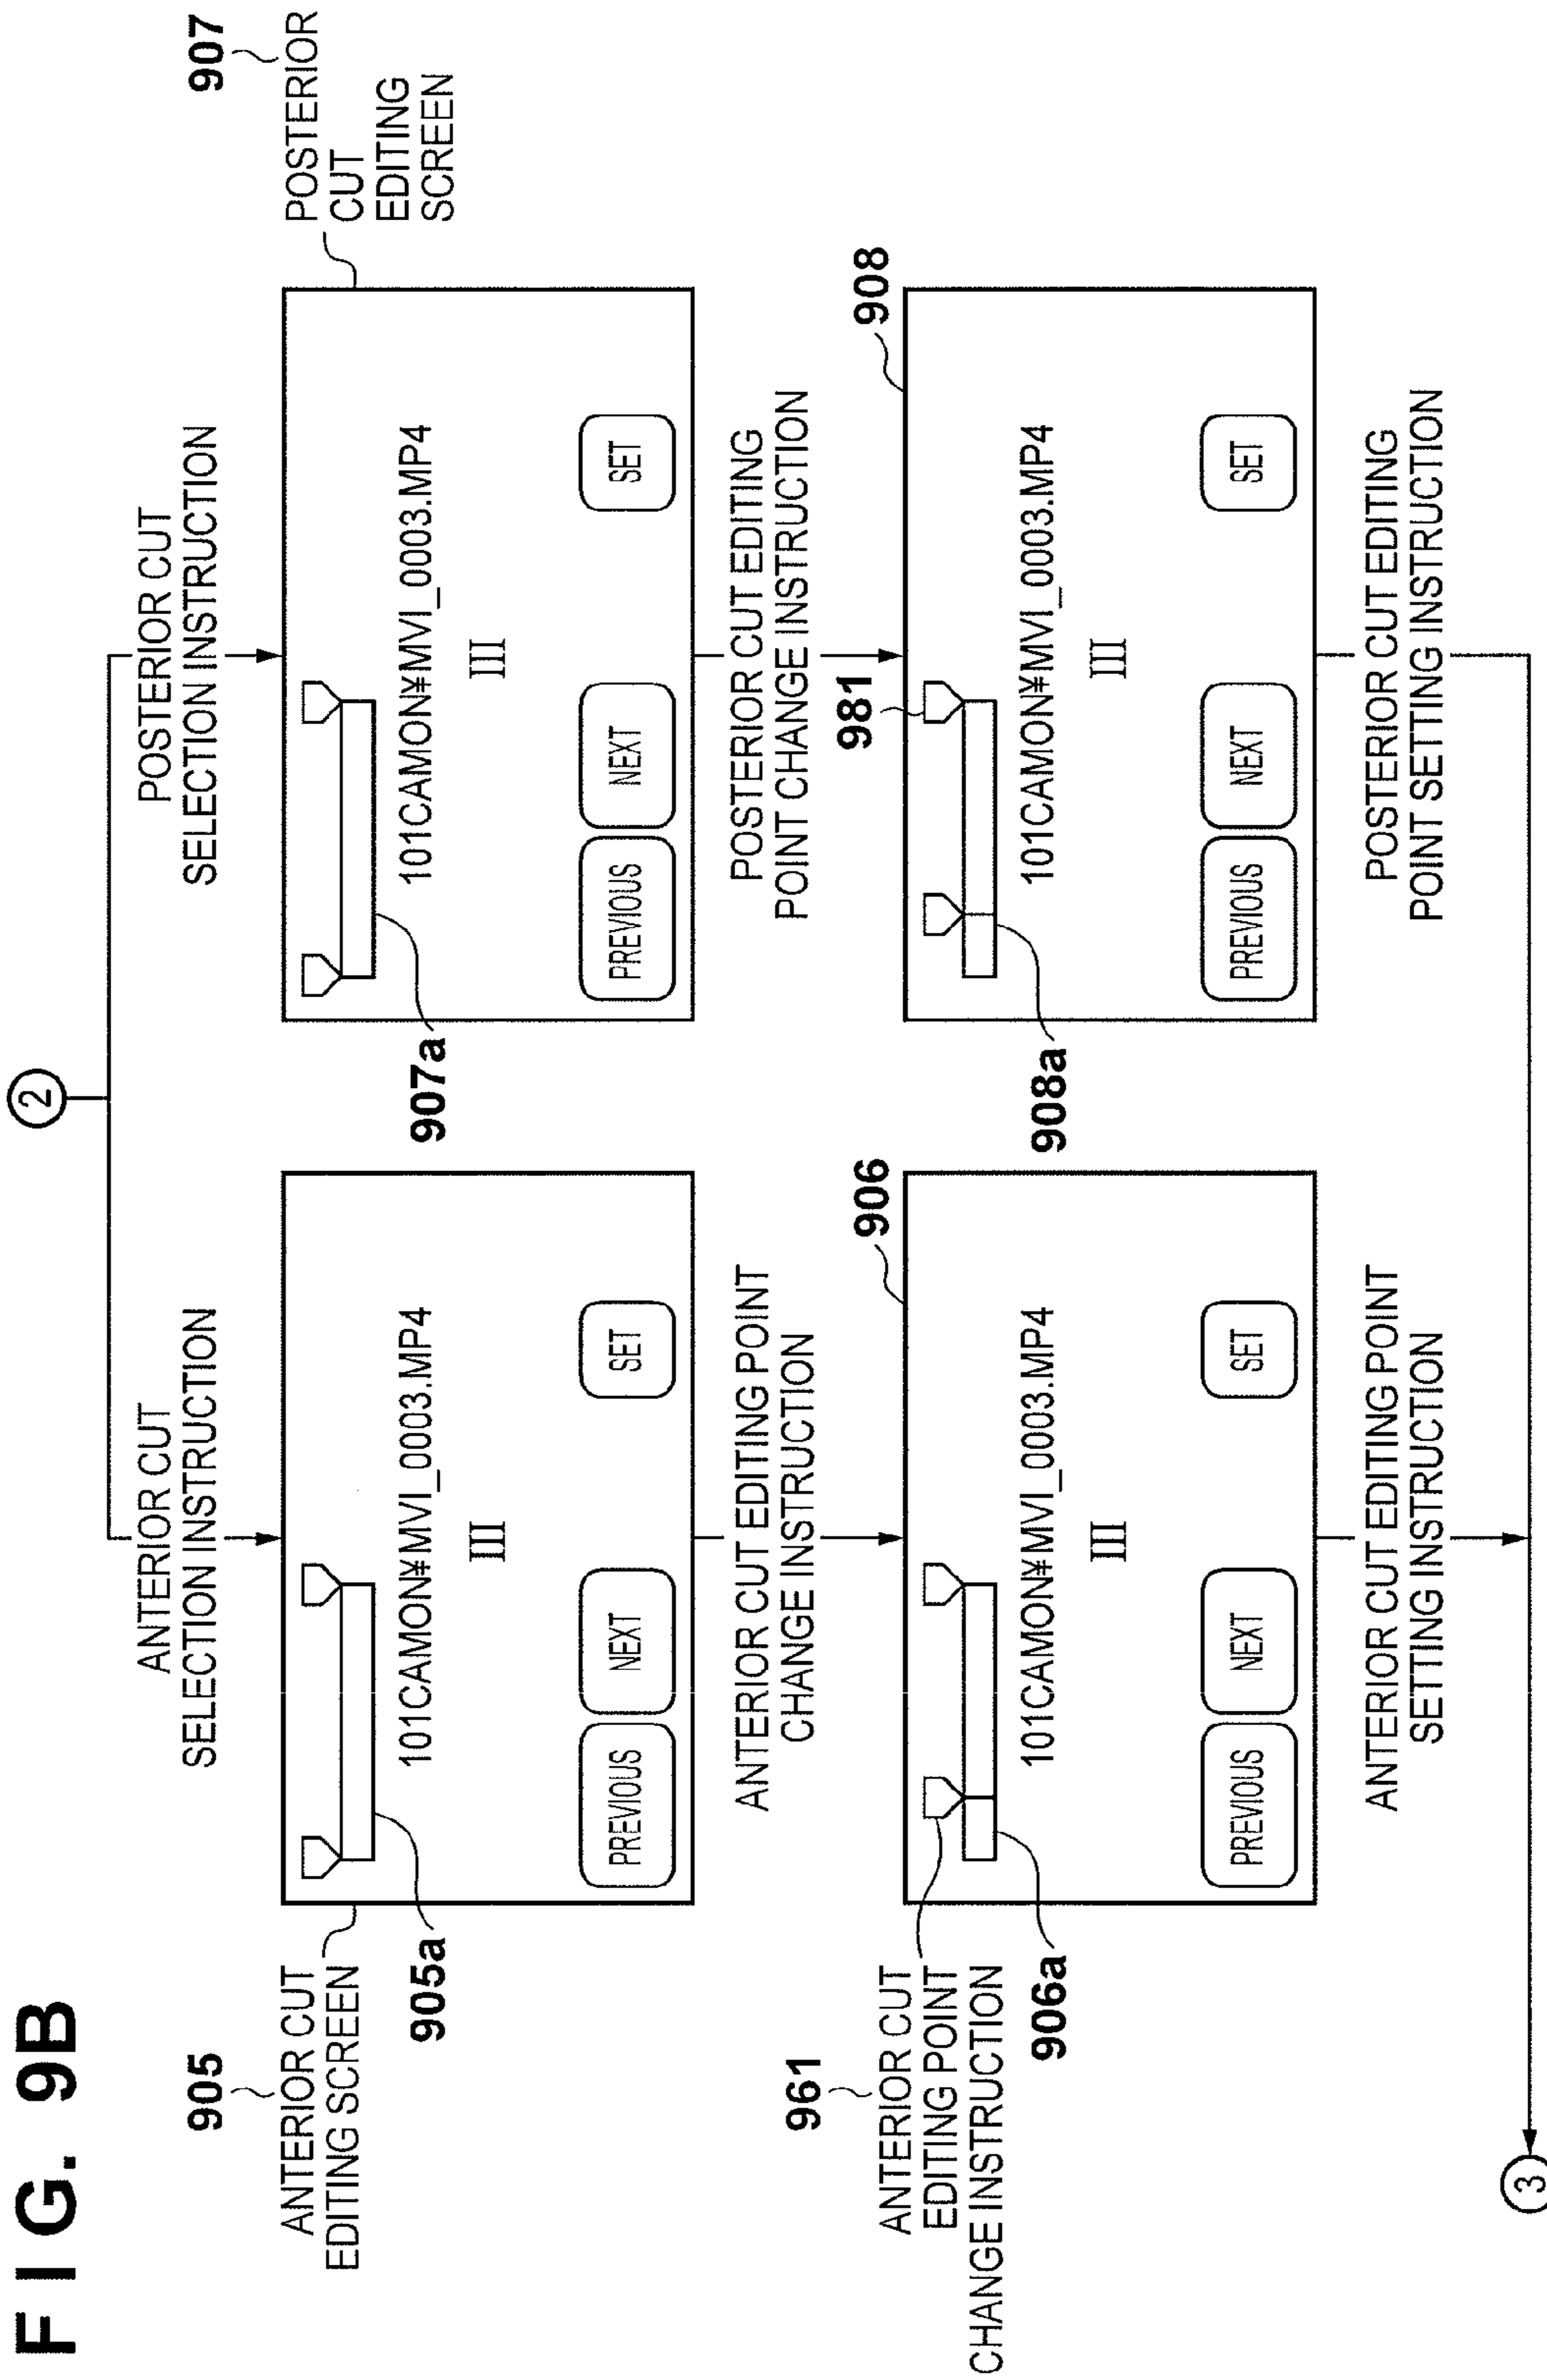 FIG. 9B
2
ANTERIOR CUT
SELECTION INSTRUCTION
POSTERIOR CUT
SELECTION INSTRUCTION
905
ANTERIOR CUT
EDITING SCREEN
905a
101CAMON¥MVI_0003.MP4
III
PREVIOUS
NEXT
SET
907
POSTERIOR
CUT
EDITING
SCREEN
907a
101CAMON¥MVI_0003.MP4
III
PREVIOUS
NEXT
SET
ANTERIOR CUT EDITING POINT
CHANGE INSTRUCTION
POSTERIOR CUT EDITING
POINT CHANGE INSTRUCTION
961
ANTERIOR CUT
EDITING POINT
CHANGE INSTRUCTION
906a
906
101CAMON¥MVI_0003.MP4
III
PREVIOUS
NEXT
SET
981
908
908a
101CAMON¥MVI_0003.MP4
III
PREVIOUS
NEXT
SET
ANTERIOR CUT EDITING POINT
SETTING INSTRUCTION
POSTERIOR CUT EDITING
POINT SETTING INSTRUCTION
3